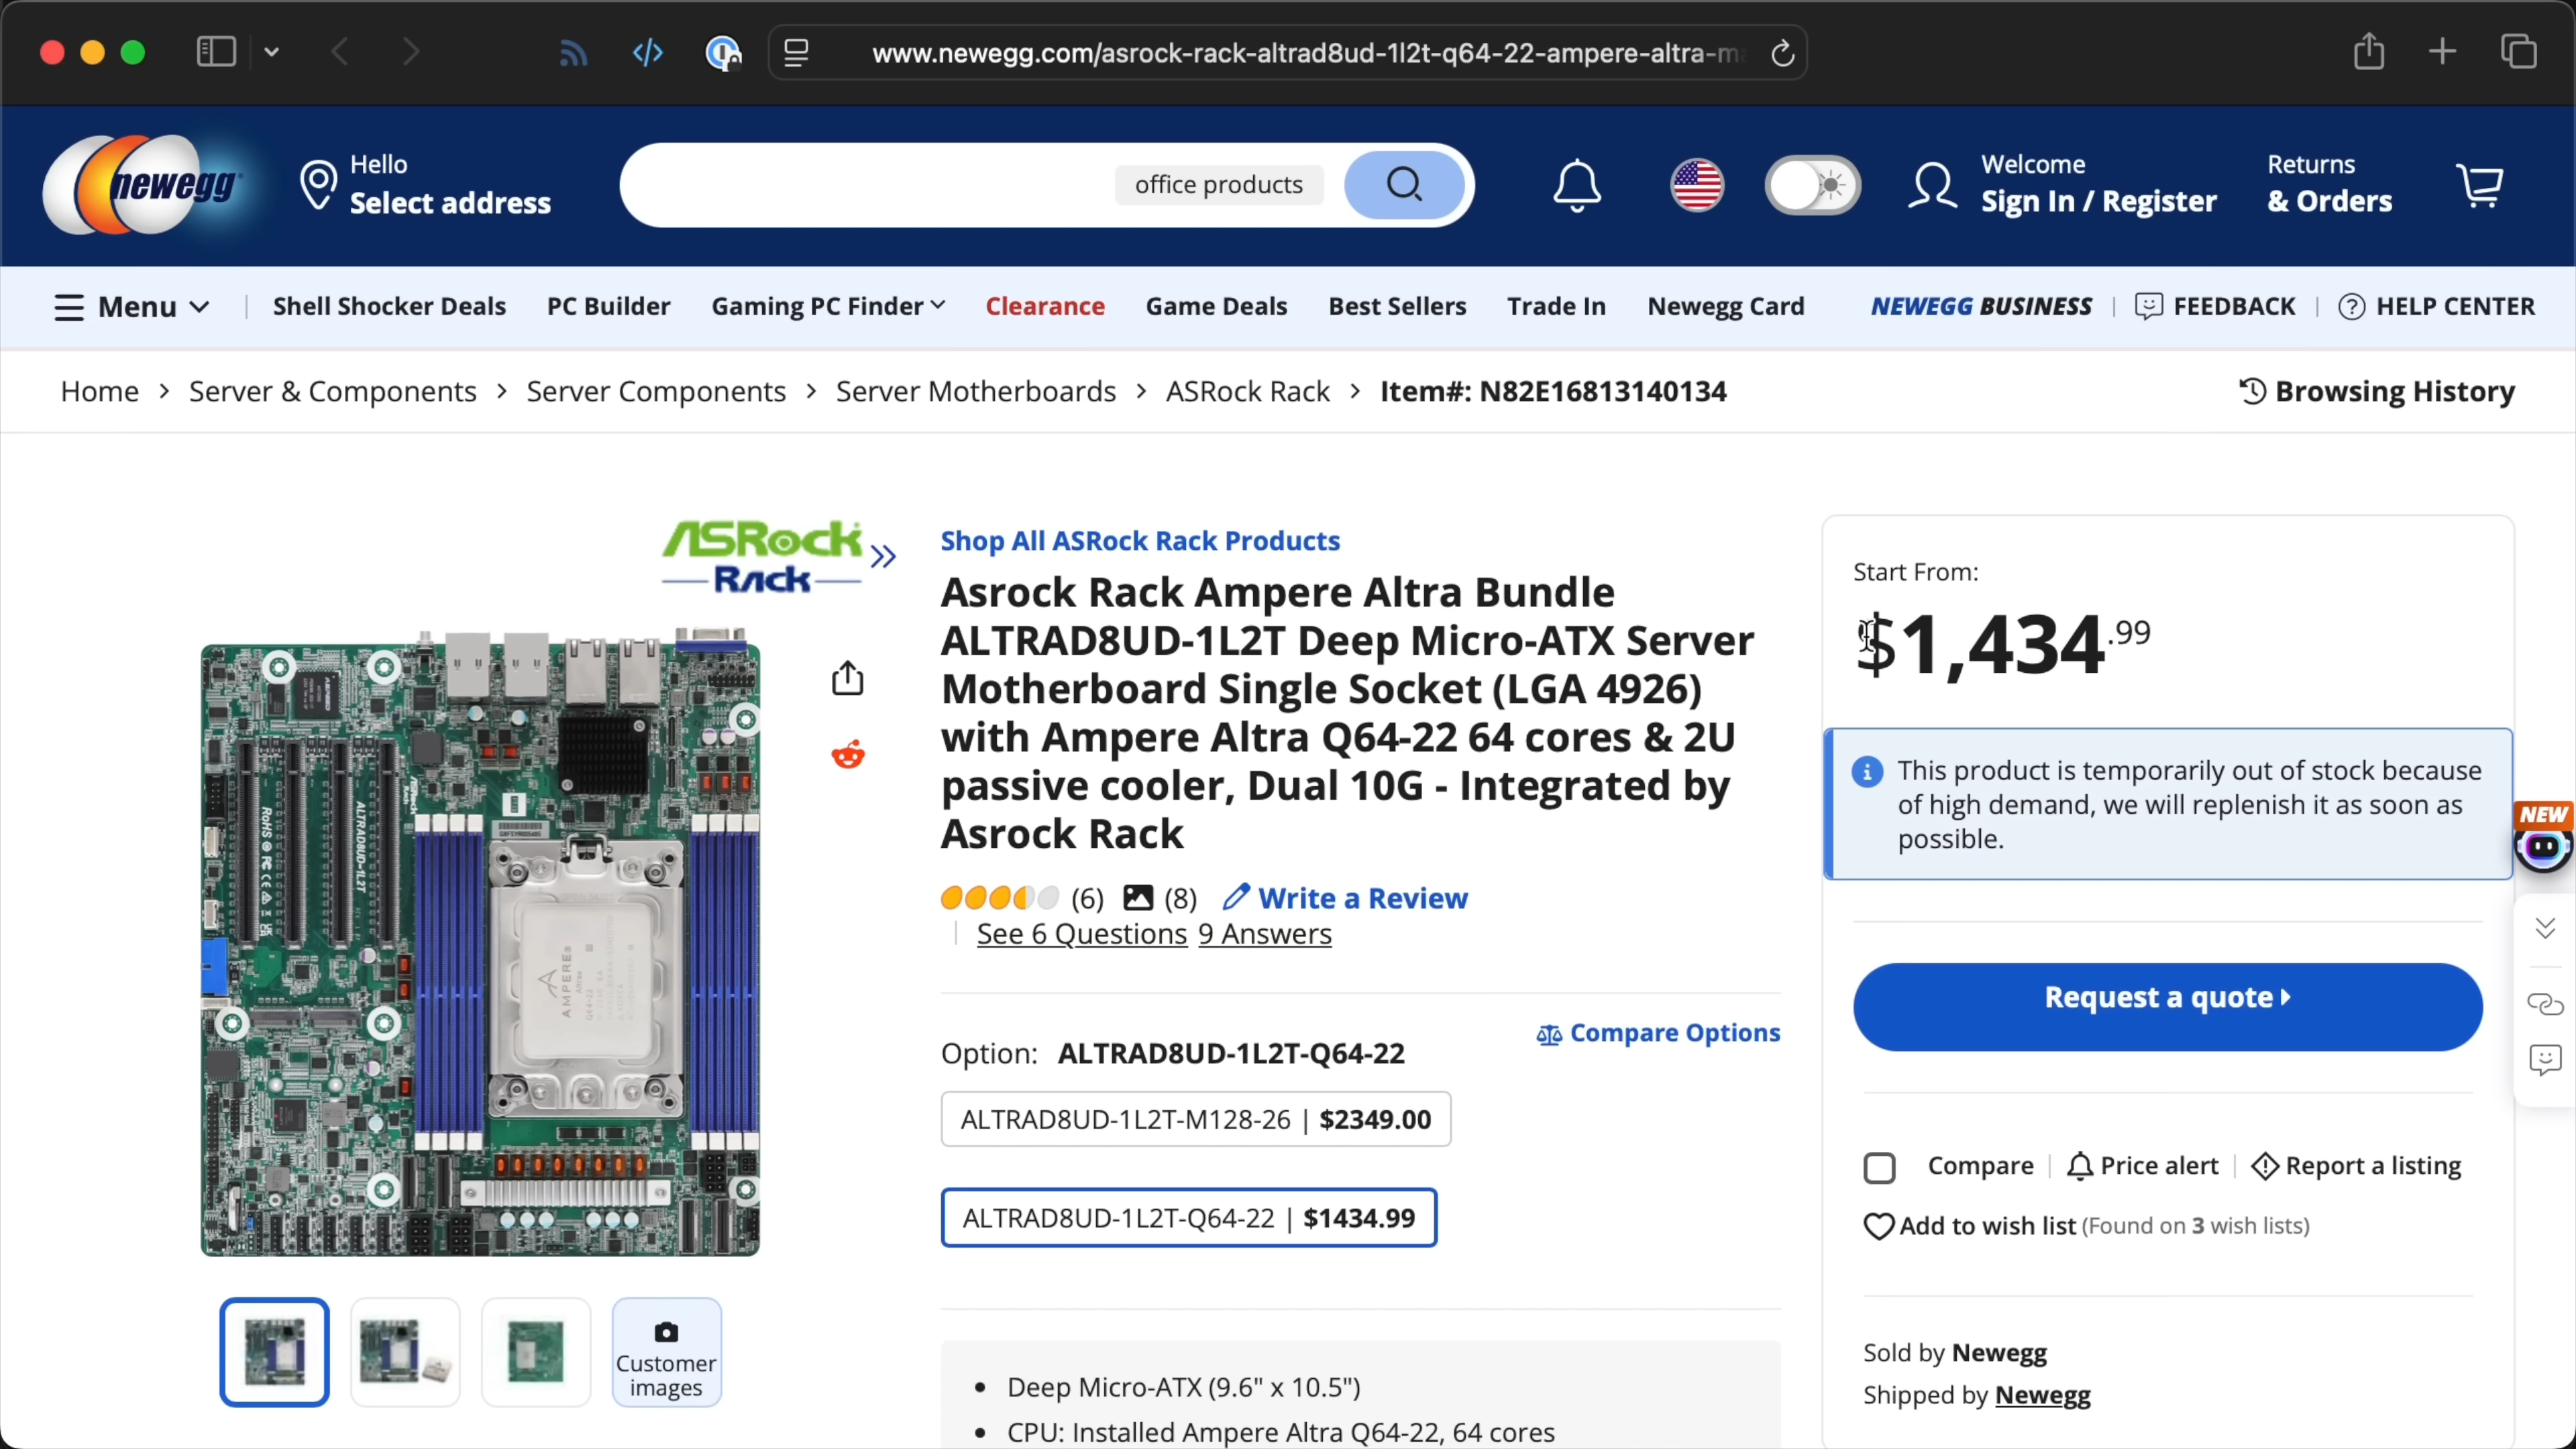 www.newegg.com/asrock-rack-altrad8ud-1l2t-q64-22-ampere-altra-m
newegg
Hello
Select address
office products
Welcome
Sign In / Register
Returns
& Orders
Menu
Shell Shocker Deals
PC Builder
Gaming PC Finder
Clearance
Game Deals
Best Sellers
Trade In
Newegg Card
NEWEGG BUSINESS
FEEDBACK
HELP CENTER
Home > Server & Components > Server Components > Server Motherboards > ASRock Rack > Item#: N82E16813140134
Browsing History
ASRock
Rack
Shop All ASRock Rack Products
Asrock Rack Ampere Altra Bundle
ALTRAD8UD-1L2T Deep Micro-ATX Server
Motherboard Single Socket (LGA 4926)
with Ampere Altra Q64-22 64 cores & 2U
passive cooler, Dual 10G - Integrated by
Asrock Rack
(6) (8) Write a Review
See 6 Questions 9 Answers
Compare Options
Option: ALTRAD8UD-1L2T-Q64-22
ALTRAD8UD-1L2T-M128-26 | $2349.00
ALTRAD8UD-1L2T-Q64-22 | $1434.99
Deep Micro-ATX (9.6" x 10.5")
CPU: Installed Ampere Altra Q64-22, 64 cores
RoHS
ALTRAD8UD-1L2T
AMPERE
Customer
images
Start From:
$1,434.99
This product is temporarily out of stock because
of high demand, we will replenish it as soon as
possible.
NEW
Request a quote
Compare
Price alert
Report a listing
Add to wish list (Found on 3 wish lists)
Sold by Newegg
Shipped by Newegg